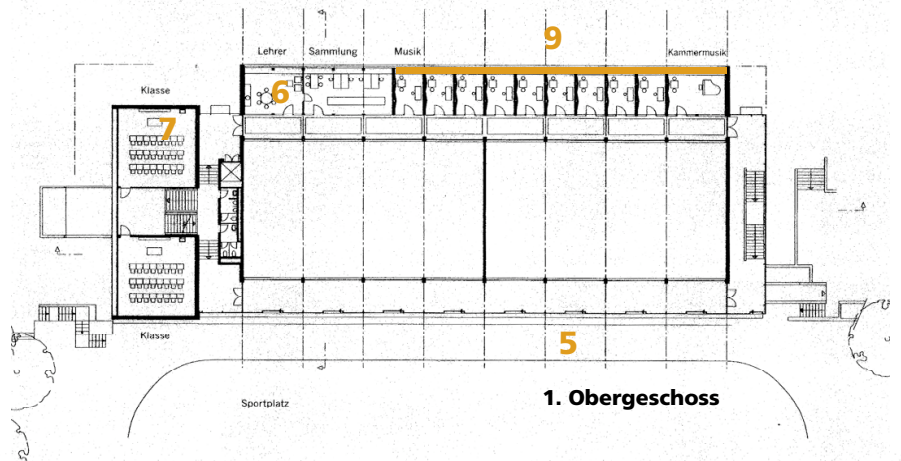 9
Lehrer Sammlung Musik Kammermusik
6
Klasse
7
Klasse
5
1. Obergeschoss
Sportplatz